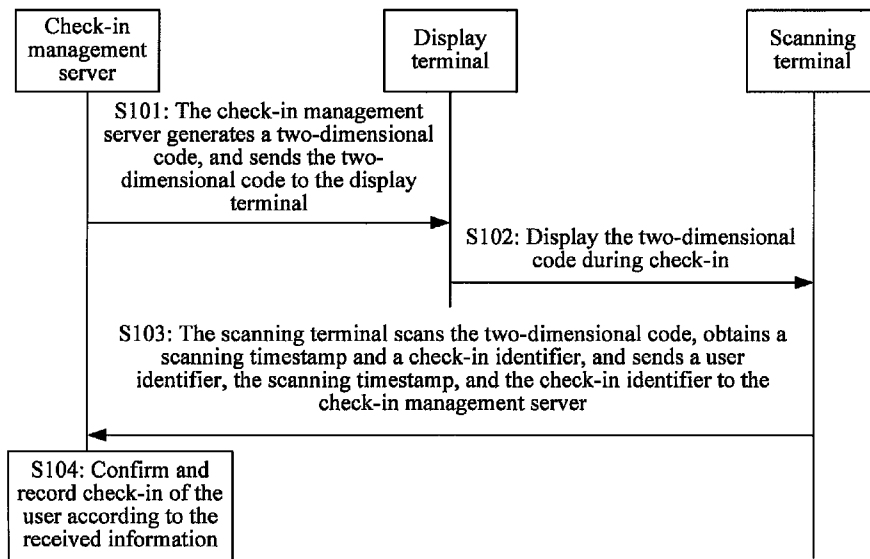 Check-in
management
server
Display
terminal
Scanning
terminal
S101: The check-in management
server generates a two-dimensional
code, and sends the two-
dimensional code to the display
terminal
S102: Display the two-dimensional
code during check-in
S103: The scanning terminal scans the two-dimensional code, obtains a
scanning timestamp and a check-in identifier, and sends a user
identifier, the scanning timestamp, and the check-in identifier to the
check-in management server
S104: Confirm and
record check-in of the
user according to the
received information